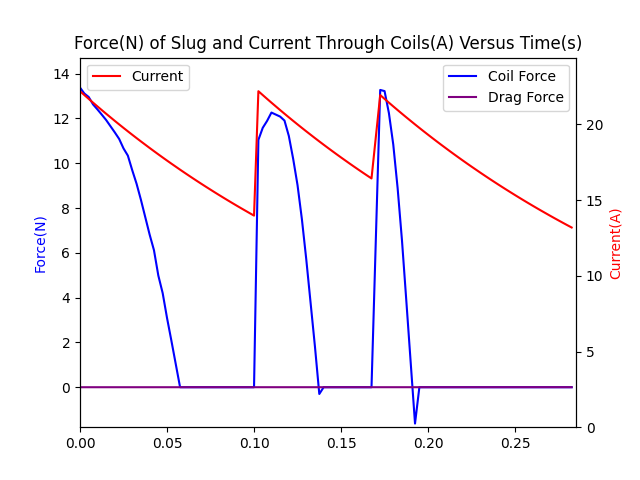 Force(N) of Slug and Current Through Coils(A) Versus Time(s)
Current
Coil Force
Drag Force
Force(N)
14
12
10
8
6
4
2
0
Current(A)
20
15
10
5
0
0.00 0.05 0.10 0.15 0.20 0.25